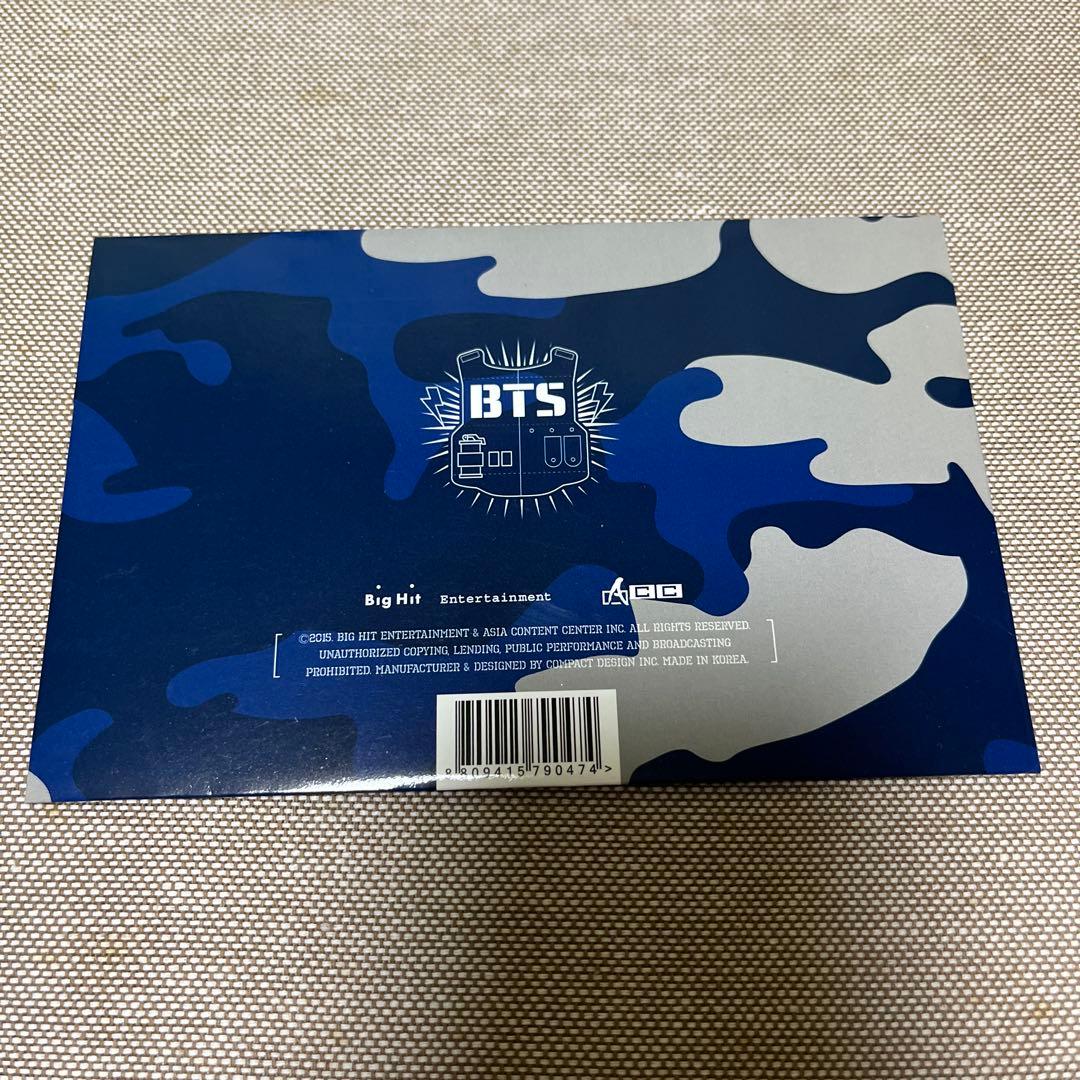 BTS
Big Hit Entertainment ACC
©2015. BIG HIT ENTERTAINMENT & ASIA CONTENT CENTER INC. ALL RIGHTS RESERVED.
UNAUTHORIZED COPYING, LENDING, PUBLIC PERFORMANCE AND BROADCASTING
PROHIBITED. MANUFACTURER & DESIGNED BY COMPACT DESIGN INC. MADE IN KOREA.
8 809415 790474 >